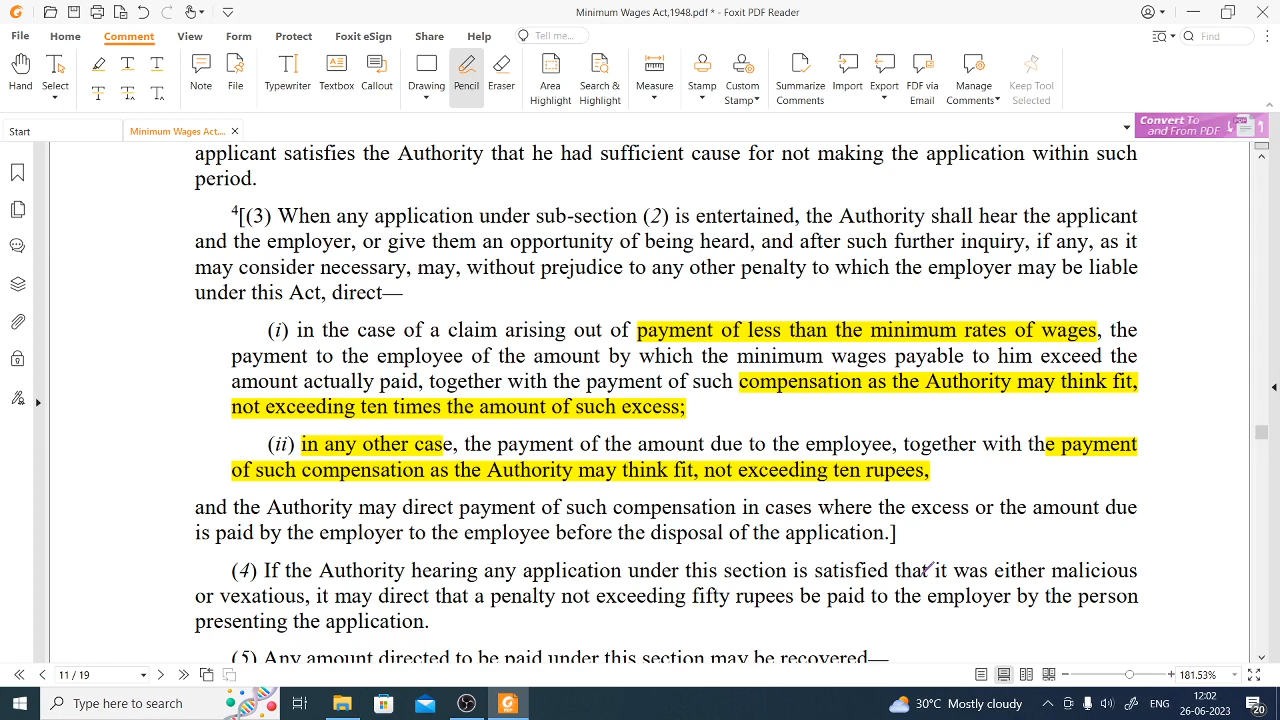 Minimum Wages Act,1948.pdf * - Foxit PDF Reader
File Home Comment View Form Protect Foxit eSign Share Help Tell me... Find
Hand Select Note File Typewriter Textbox Callout Drawing Pencil Eraser Area Highlight Search & Highlight Measure Stamp Custom Stamp Summarize Comments Import Export FDF via Email Manage Comments Keep Tool Selected
Start Minimum Wages Act,... Convert To and From PDF
applicant satisfies the Authority that he had sufficient cause for not making the application within such
period.
4[(3) When any application under sub-section (2) is entertained, the Authority shall hear the applicant
and the employer, or give them an opportunity of being heard, and after such further inquiry, if any, as it
may consider necessary, may, without prejudice to any other penalty to which the employer may be liable
under this Act, direct—
(i) in the case of a claim arising out of payment of less than the minimum rates of wages, the
payment to the employee of the amount by which the minimum wages payable to him exceed the
amount actually paid, together with the payment of such compensation as the Authority may think fit,
not exceeding ten times the amount of such excess;
(ii) in any other case, the payment of the amount due to the employee, together with the payment
of such compensation as the Authority may think fit, not exceeding ten rupees,
and the Authority may direct payment of such compensation in cases where the excess or the amount due
is paid by the employer to the employee before the disposal of the application.]
(4) If the Authority hearing any application under this section is satisfied that it was either malicious
or vexatious, it may direct that a penalty not exceeding fifty rupees be paid to the employer by the person
presenting the application.
(5) Any amount directed to be paid under this section may be recovered—
11 / 19 181.53%
Type here to search 30°C Mostly cloudy 12:02
26-06-2023 20